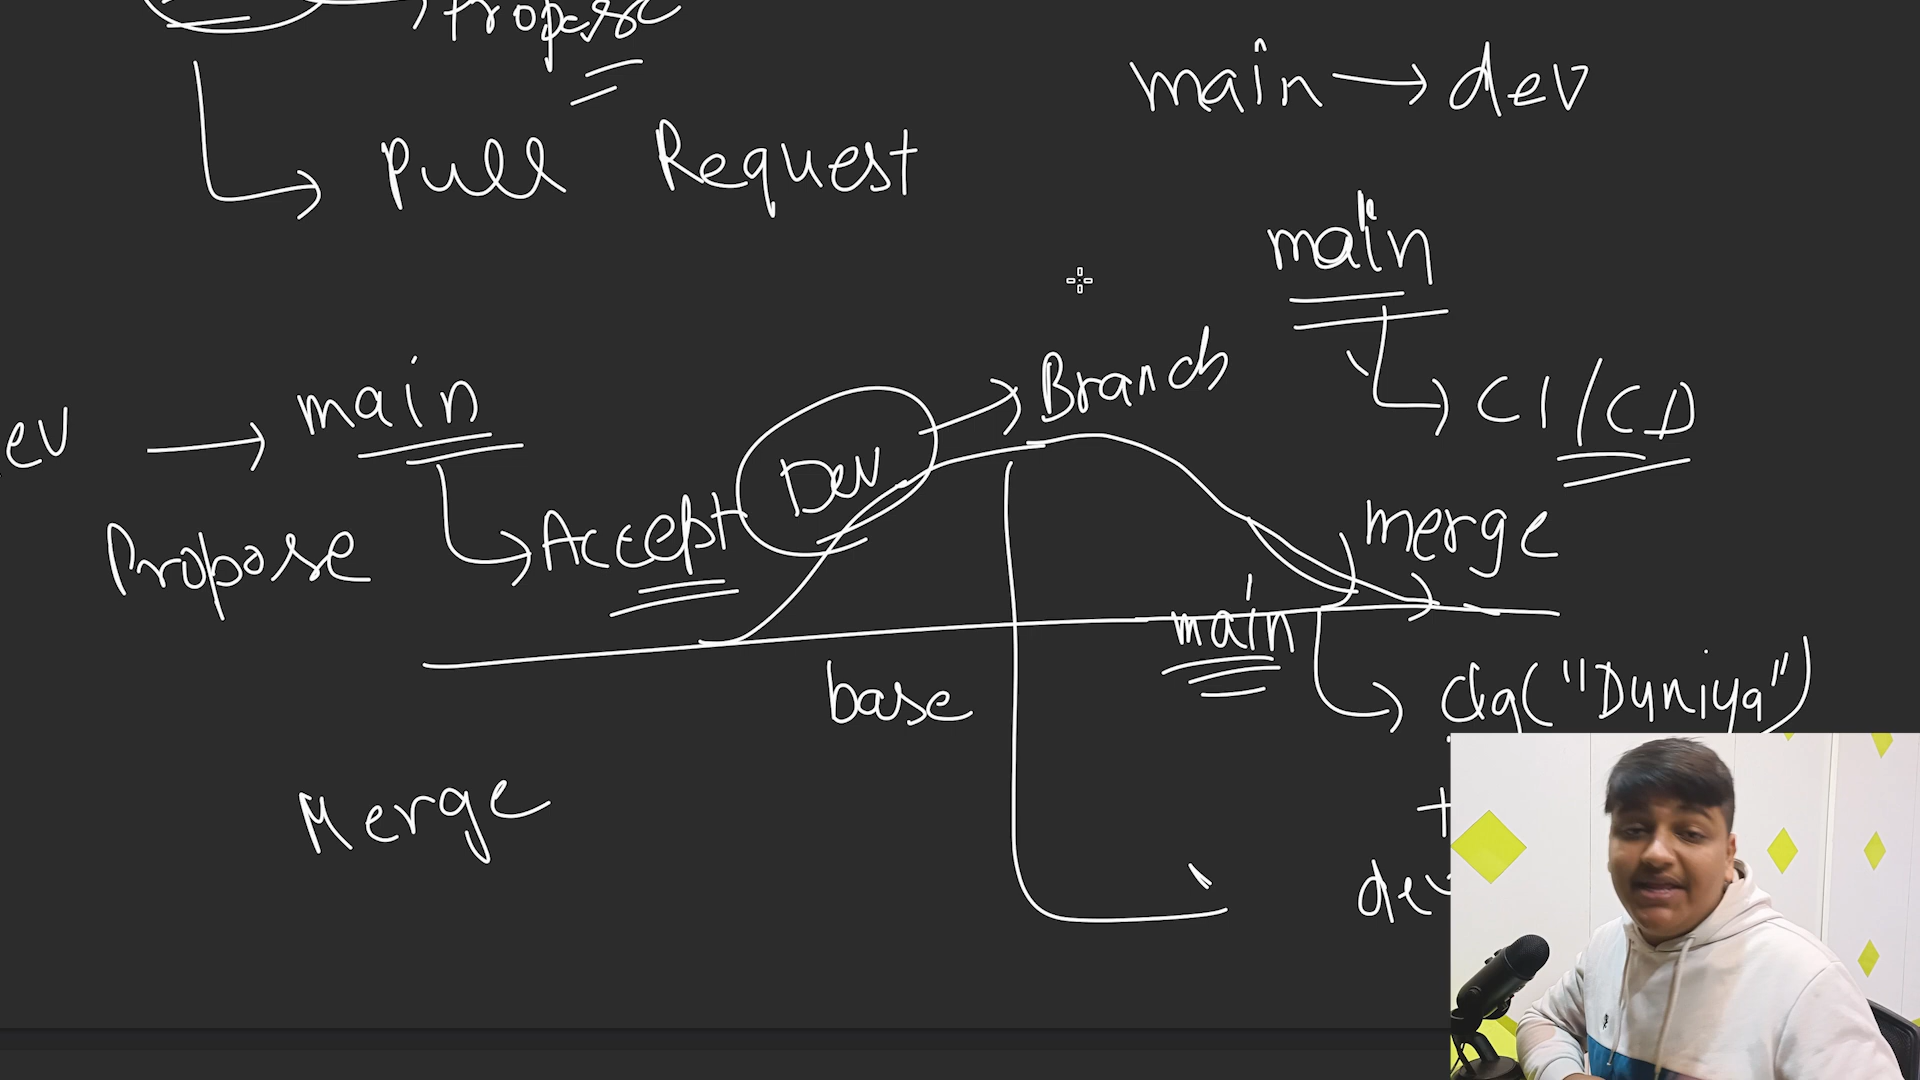 Propose
main → dev
Pull Request
main
CI/CD
ev → main
Branch
Dev
Propose
Accept
merge
main
base
("Duniya")
Merge
+
dev